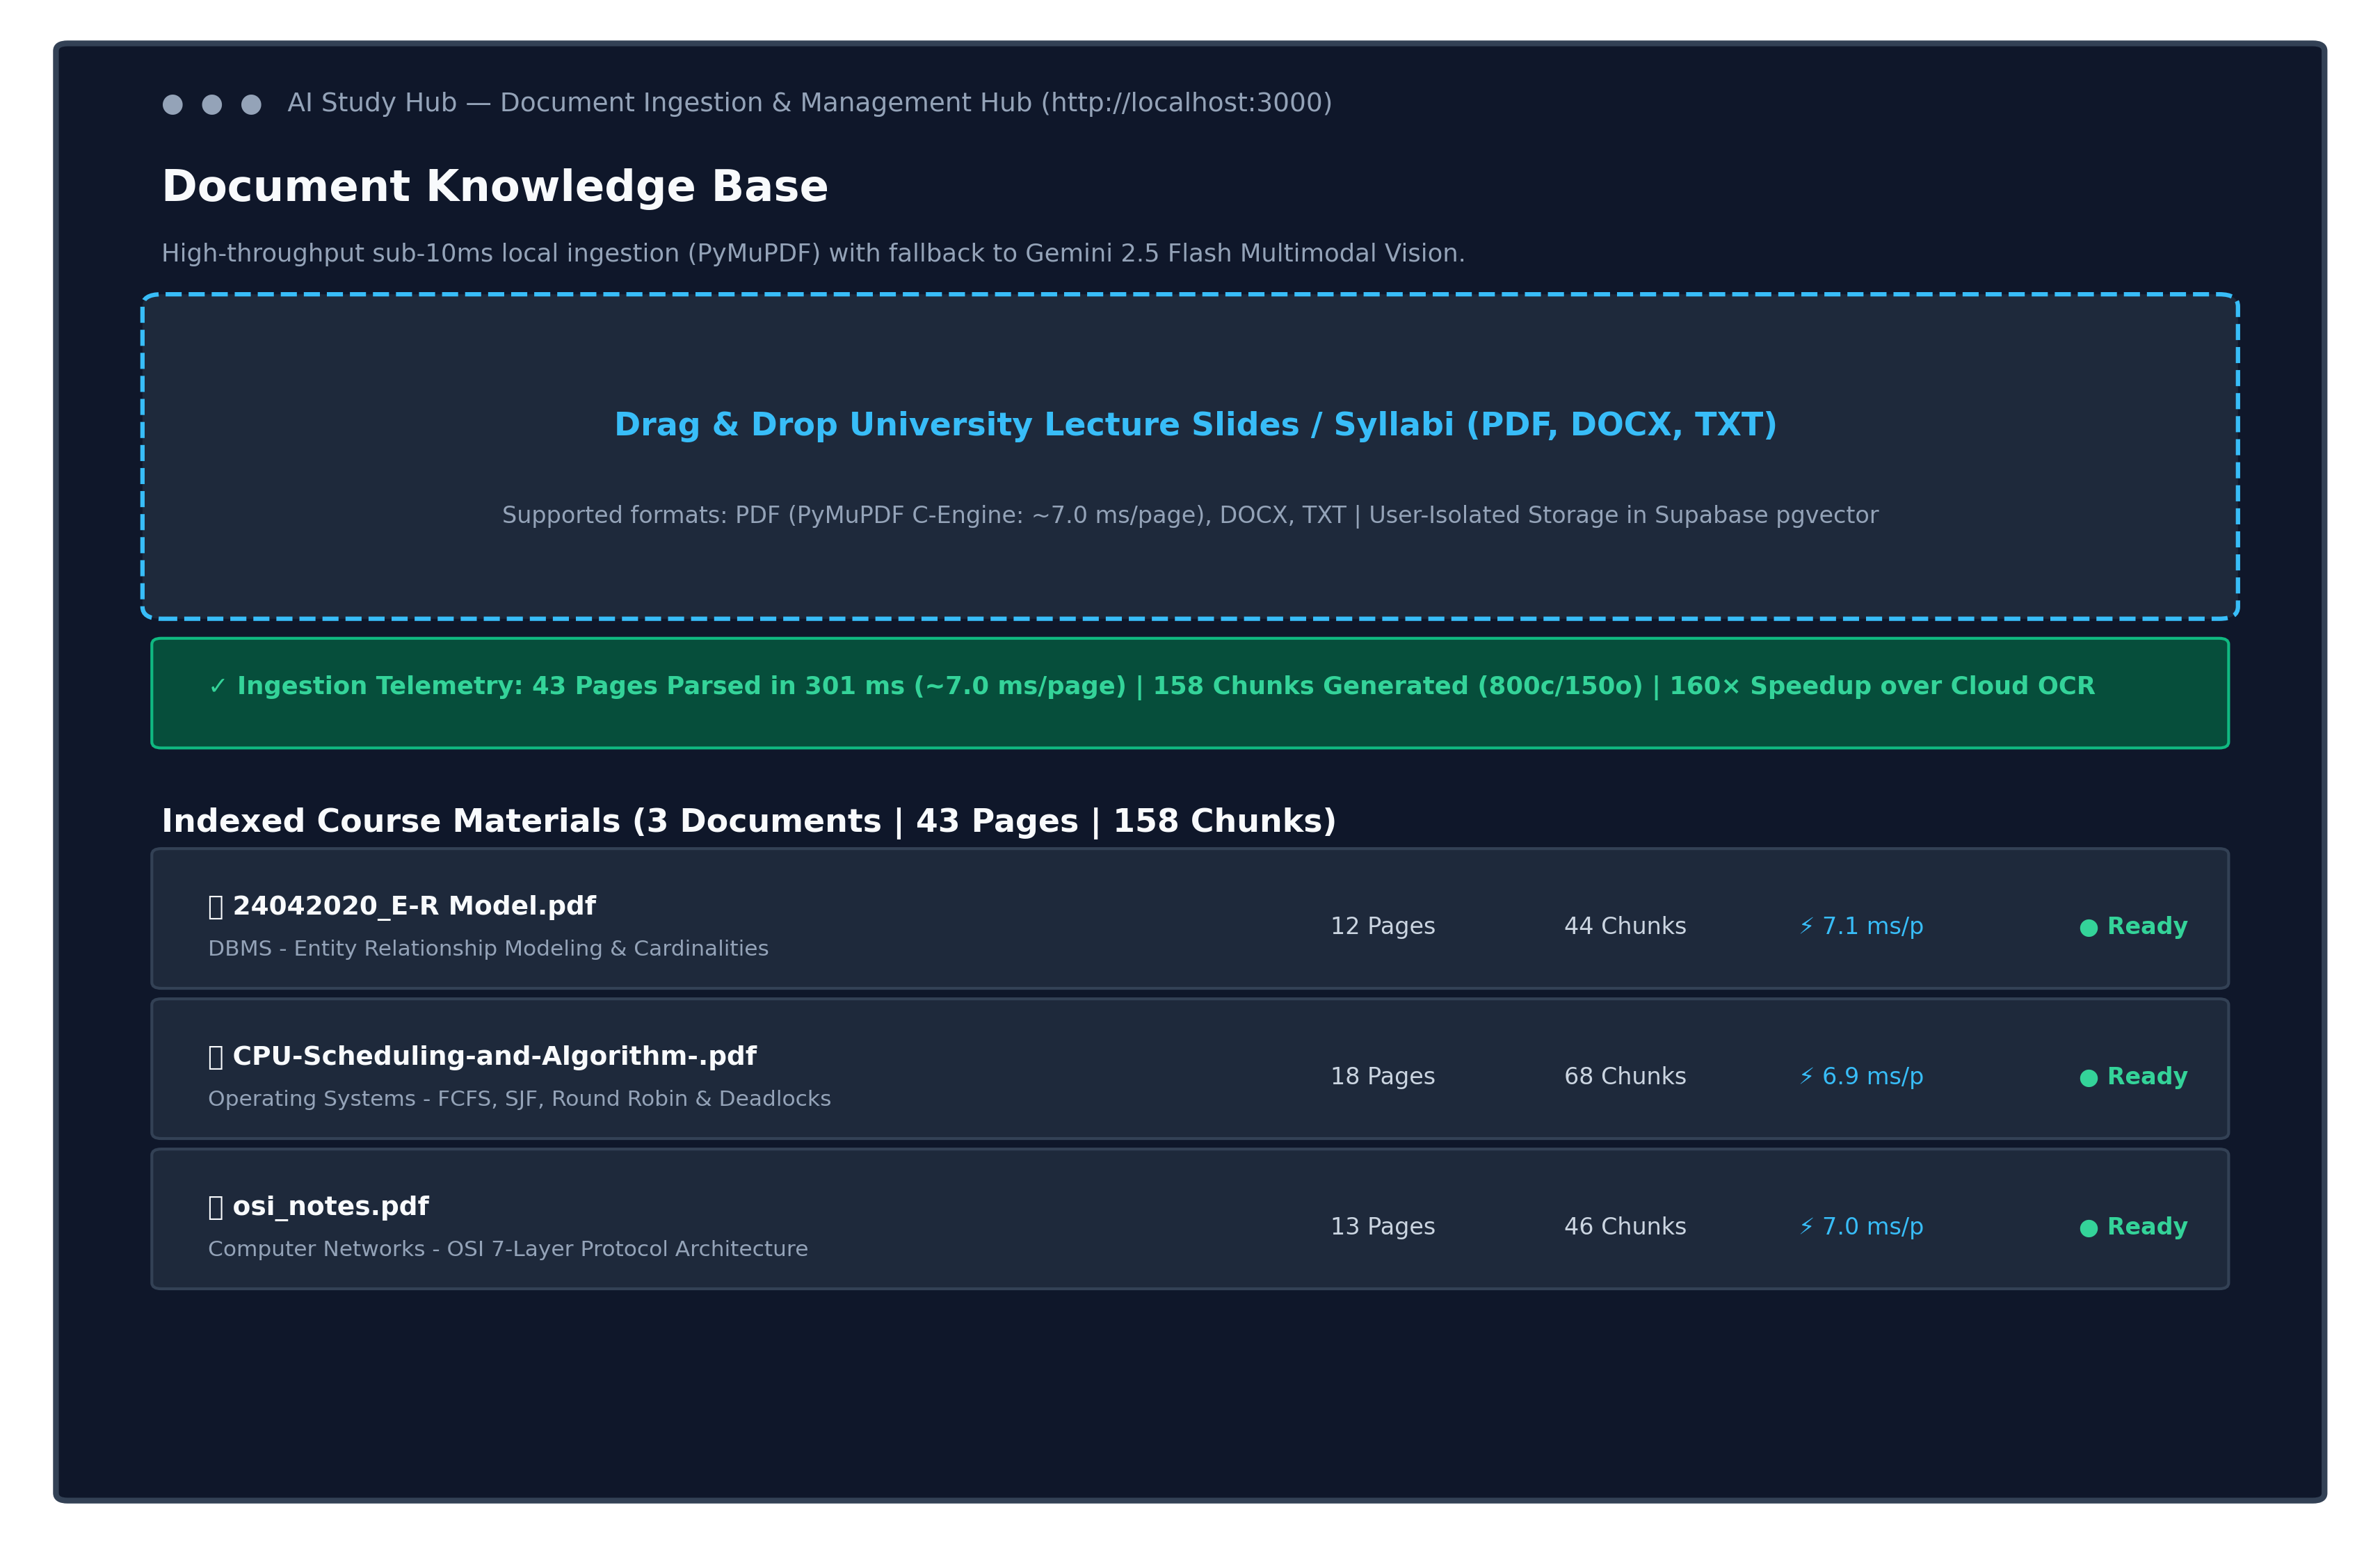 AI Study Hub — Document Ingestion & Management Hub (http://localhost:3000)
Document Knowledge Base
High-throughput sub-10ms local ingestion (PyMuPDF) with fallback to Gemini 2.5 Flash Multimodal Vision.
Drag & Drop University Lecture Slides / Syllabi (PDF, DOCX, TXT)
Supported formats: PDF (PyMuPDF C-Engine: ~7.0 ms/page), DOCX, TXT | User-Isolated Storage in Supabase pgvector
✓ Ingestion Telemetry: 43 Pages Parsed in 301 ms (~7.0 ms/page) | 158 Chunks Generated (800c/150o) | 160× Speedup over Cloud OCR
Indexed Course Materials (3 Documents | 43 Pages | 158 Chunks)
24042020_E-R Model.pdf
DBMS - Entity Relationship Modeling & Cardinalities
12 Pages 44 Chunks ⚡ 7.1 ms/p ● Ready
CPU-Scheduling-and-Algorithm-.pdf
Operating Systems - FCFS, SJF, Round Robin & Deadlocks
18 Pages 68 Chunks ⚡ 6.9 ms/p ● Ready
osi_notes.pdf
Computer Networks - OSI 7-Layer Protocol Architecture
13 Pages 46 Chunks ⚡ 7.0 ms/p ● Ready